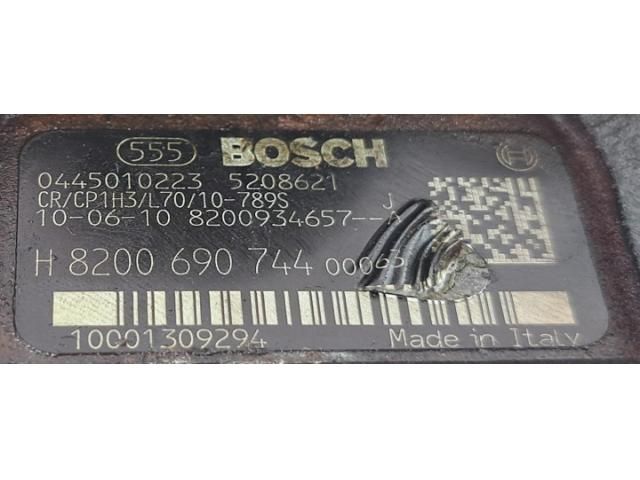 555 BOSCH
0445010223 5208621
CR/CP1H3/L70/10-789S J
10-06-10 8200934657--A
H 8200 690 744
10001309294 Made in Italy